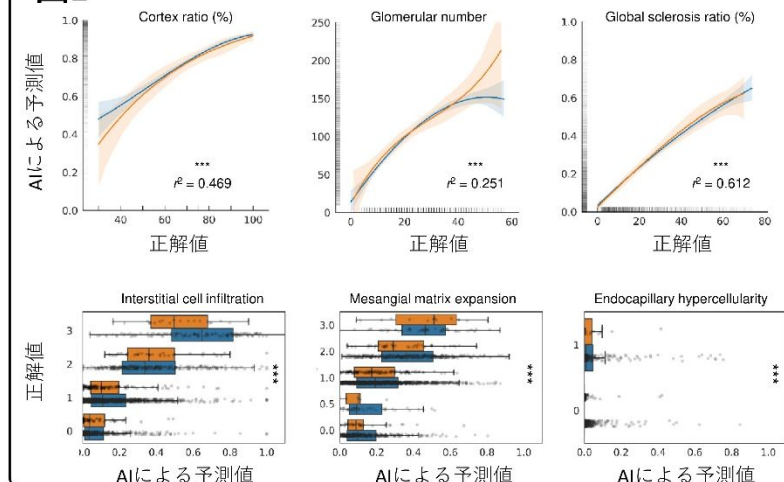 Cortex ratio (%)
Glomerular number
Global sclerosis ratio (%)
AIによる予測値
1.0
0.8
0.6
0.4
0.2
0.0
***
r² = 0.469
40 60 80 100
正解値
250
200
150
100
50
0
***
r² = 0.251
0 20 40 60
正解値
1.0
0.8
0.6
0.4
0.2
0.0
***
r² = 0.612
0 20 40 60 80
正解値
Interstitial cell infiltration
Mesangial matrix expansion
Endocapillary hypercellularity
正解値
3
2
1
0
***
0.2 0.4 0.6 0.8 1.0
AIによる予測値
3.0
2.0
1.0
0.5
0.0
***
0.0 0.2 0.4 0.6 0.8 1.0
AIによる予測値
1
0
***
0.0 0.2 0.4 0.6 0.8 1.0
AIによる予測値